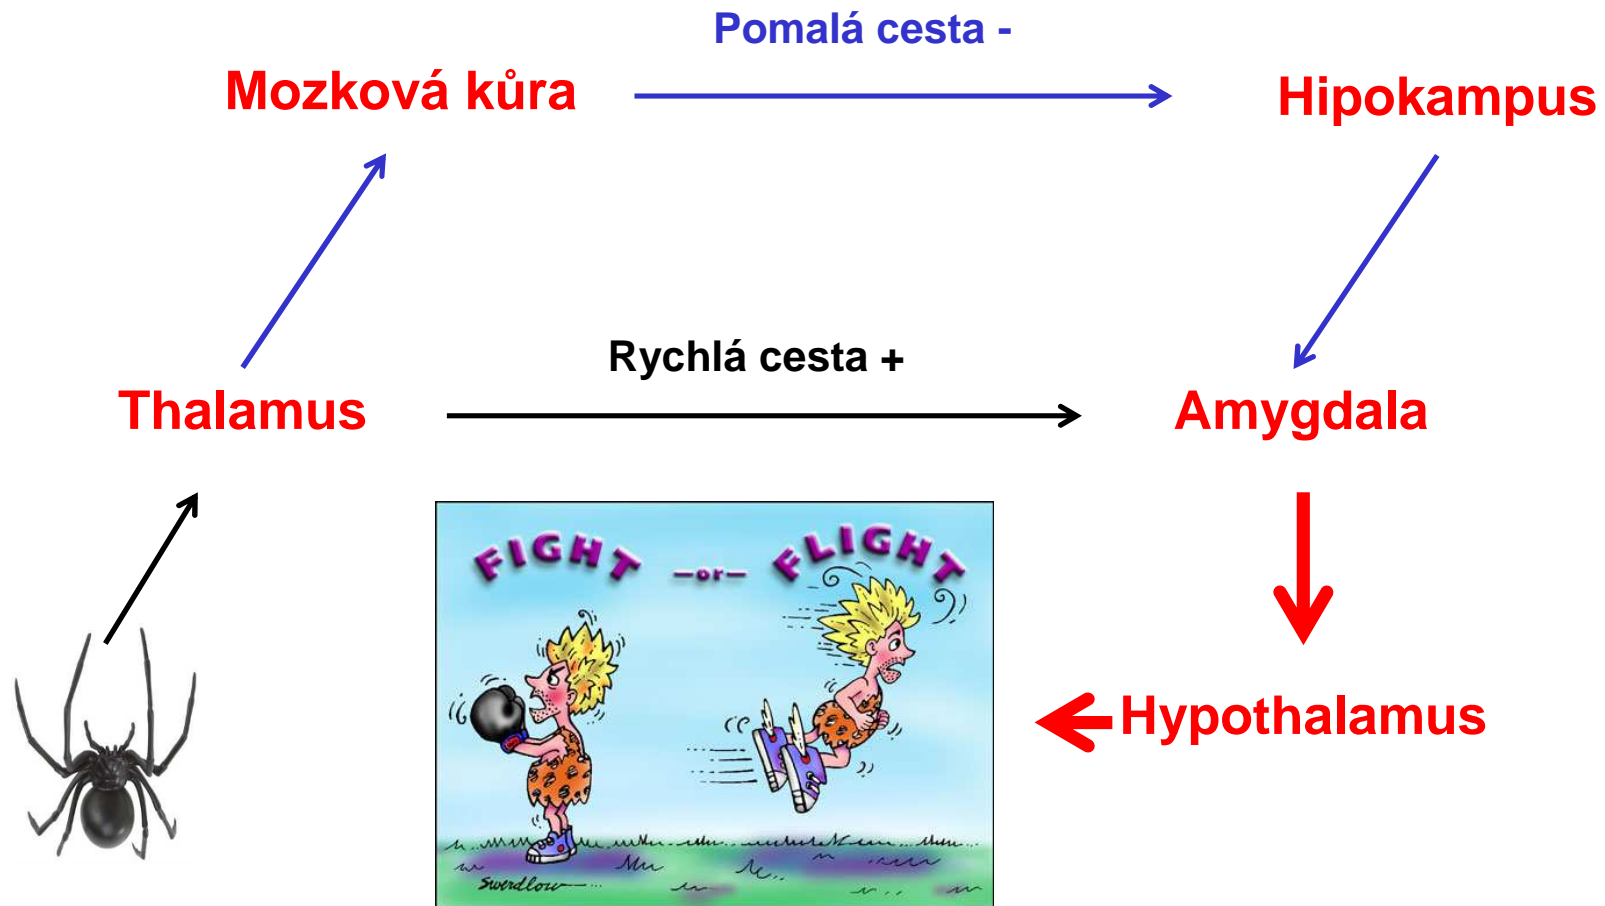 Pomalá cesta -
Mozková kůra
Hipokampus
Rychlá cesta +
Thalamus
Amygdala
FIGHT —or— FLIGHT
Hypothalamus
Swerdlow